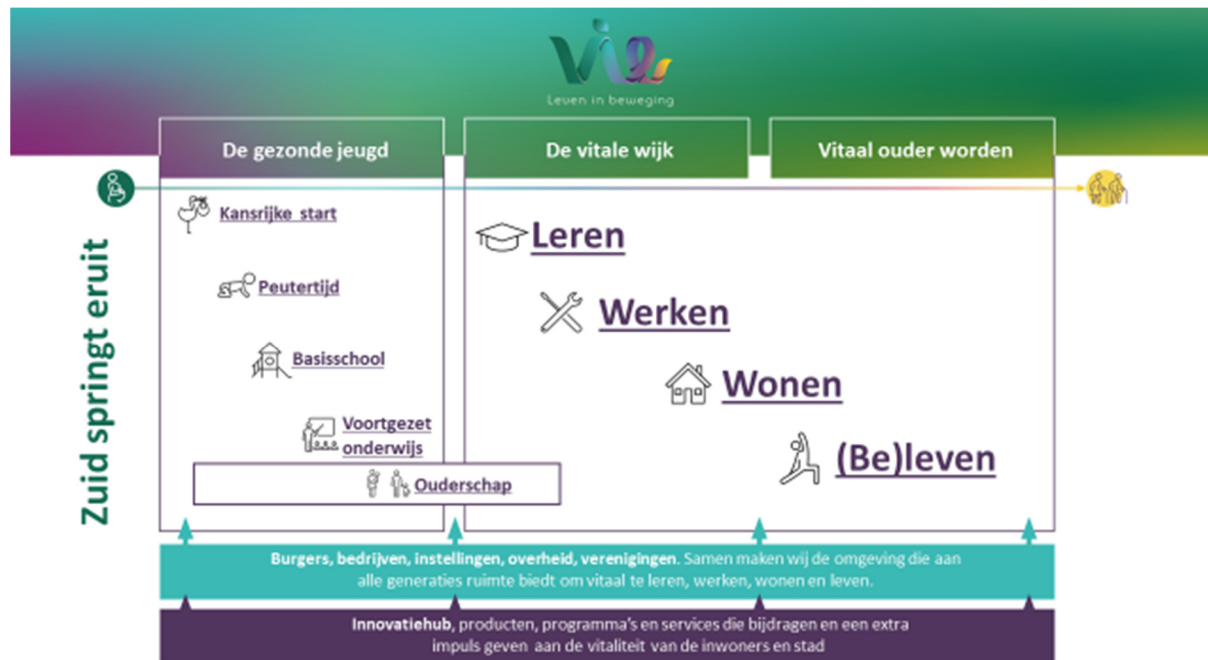 Vie
Leven in beweging
De gezonde jeugd
De vitale wijk
Vitaal ouder worden
Zuid springt eruit
Kansrijke start
Peutertijd
Basisschool
Voortgezet
onderwijs
Ouderschap
Leren
Werken
Wonen
(Be)leven
Burgers, bedrijven, instellingen, overheid, verenigingen. Samen maken wij de omgeving die aan
alle generaties ruimte biedt om vitaal te leren, werken, wonen en leven.
Innovatiehub, producten, programma's en services die bijdragen en een extra
impuls geven aan de vitaliteit van de inwoners en stad